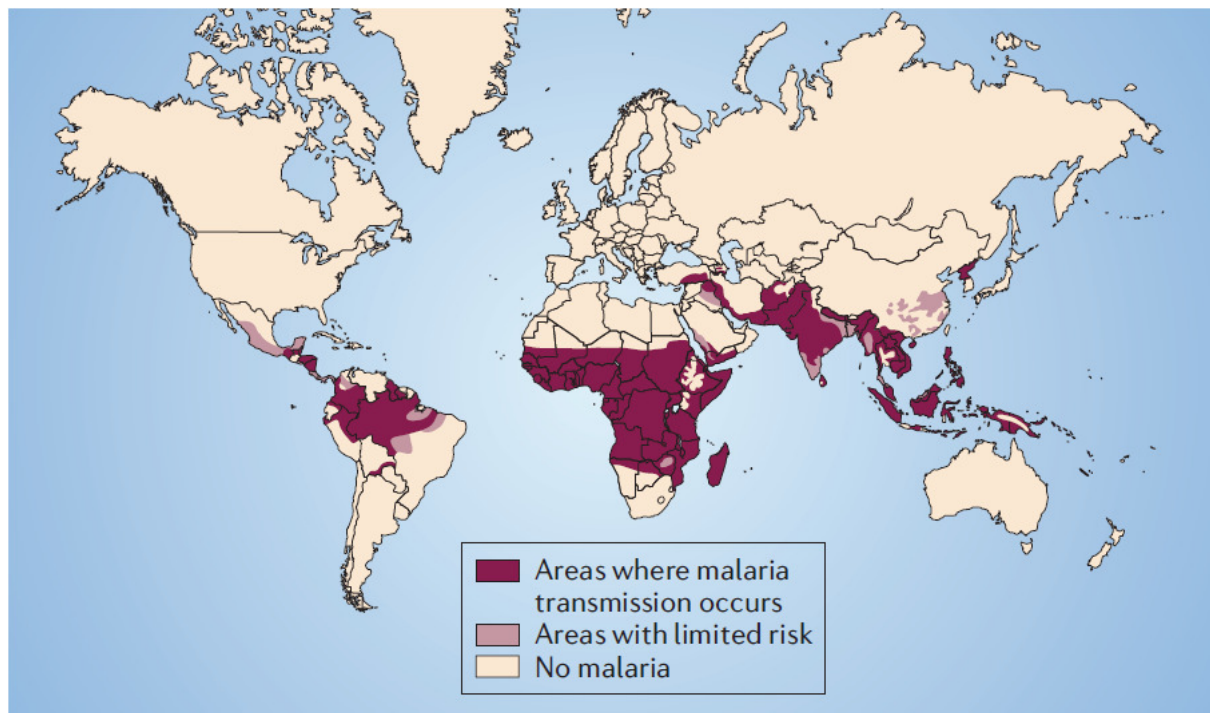 Areas where malaria
transmission occurs
Areas with limited risk
No malaria